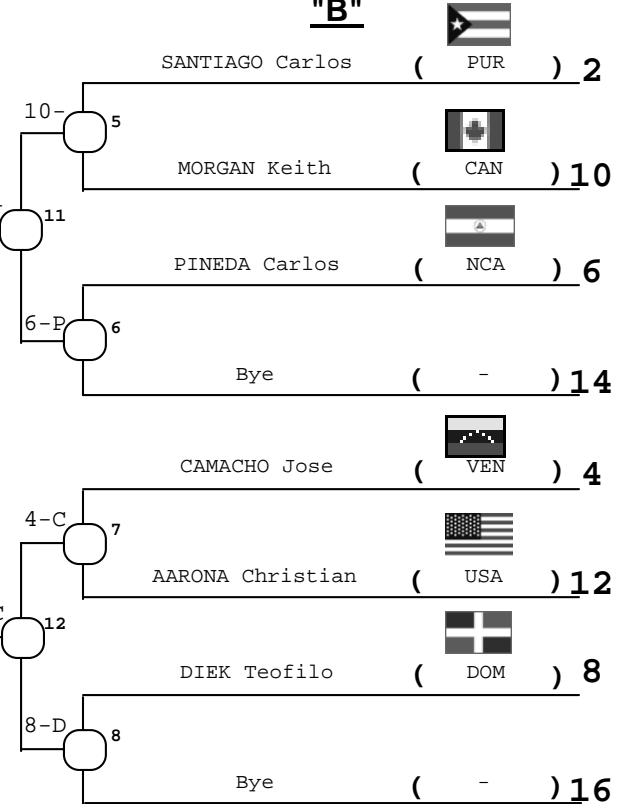 "B"
SANTIAGO Carlos ( PUR ) 2
10-
5
MORGAN Keith ( CAN ) 10
11
PINEDA Carlos ( NCA ) 6
6-P
6
Bye ( - ) 14
CAMACHO Jose ( VEN ) 4
4-C
7
AARONA Christian ( USA ) 12
12
DIEK Teofilo ( DOM ) 8
8-D
8
Bye ( - ) 16